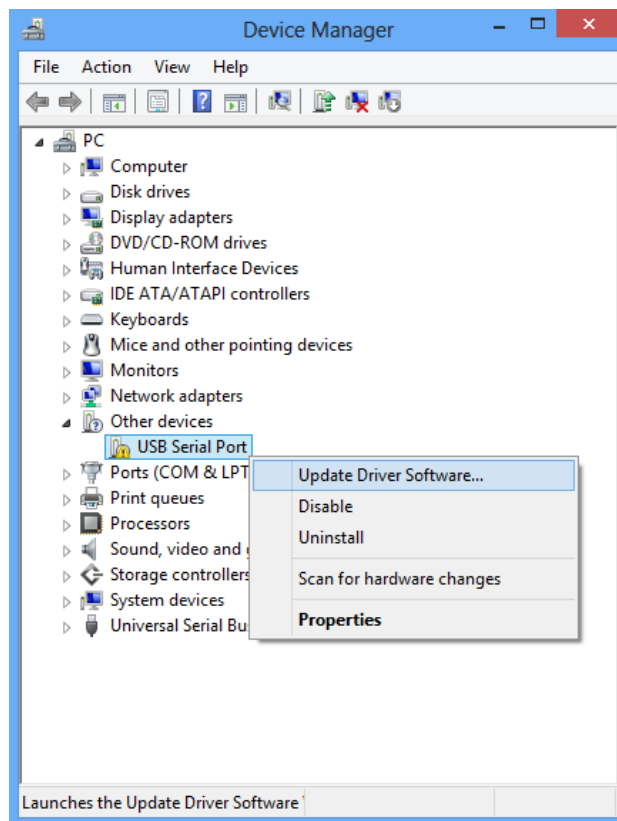 Device Manager
File Action View Help
PC
Computer
Disk drives
Display adapters
DVD/CD-ROM drives
Human Interface Devices
IDE ATA/ATAPI controllers
Keyboards
Mice and other pointing devices
Monitors
Network adapters
Other devices
USB Serial Port
Ports (COM & LPT
Update Driver Software...
Print queues
Disable
Processors
Uninstall
Sound, video and
Storage controllers
Scan for hardware changes
System devices
Properties
Universal Serial Bu
Launches the Update Driver Software